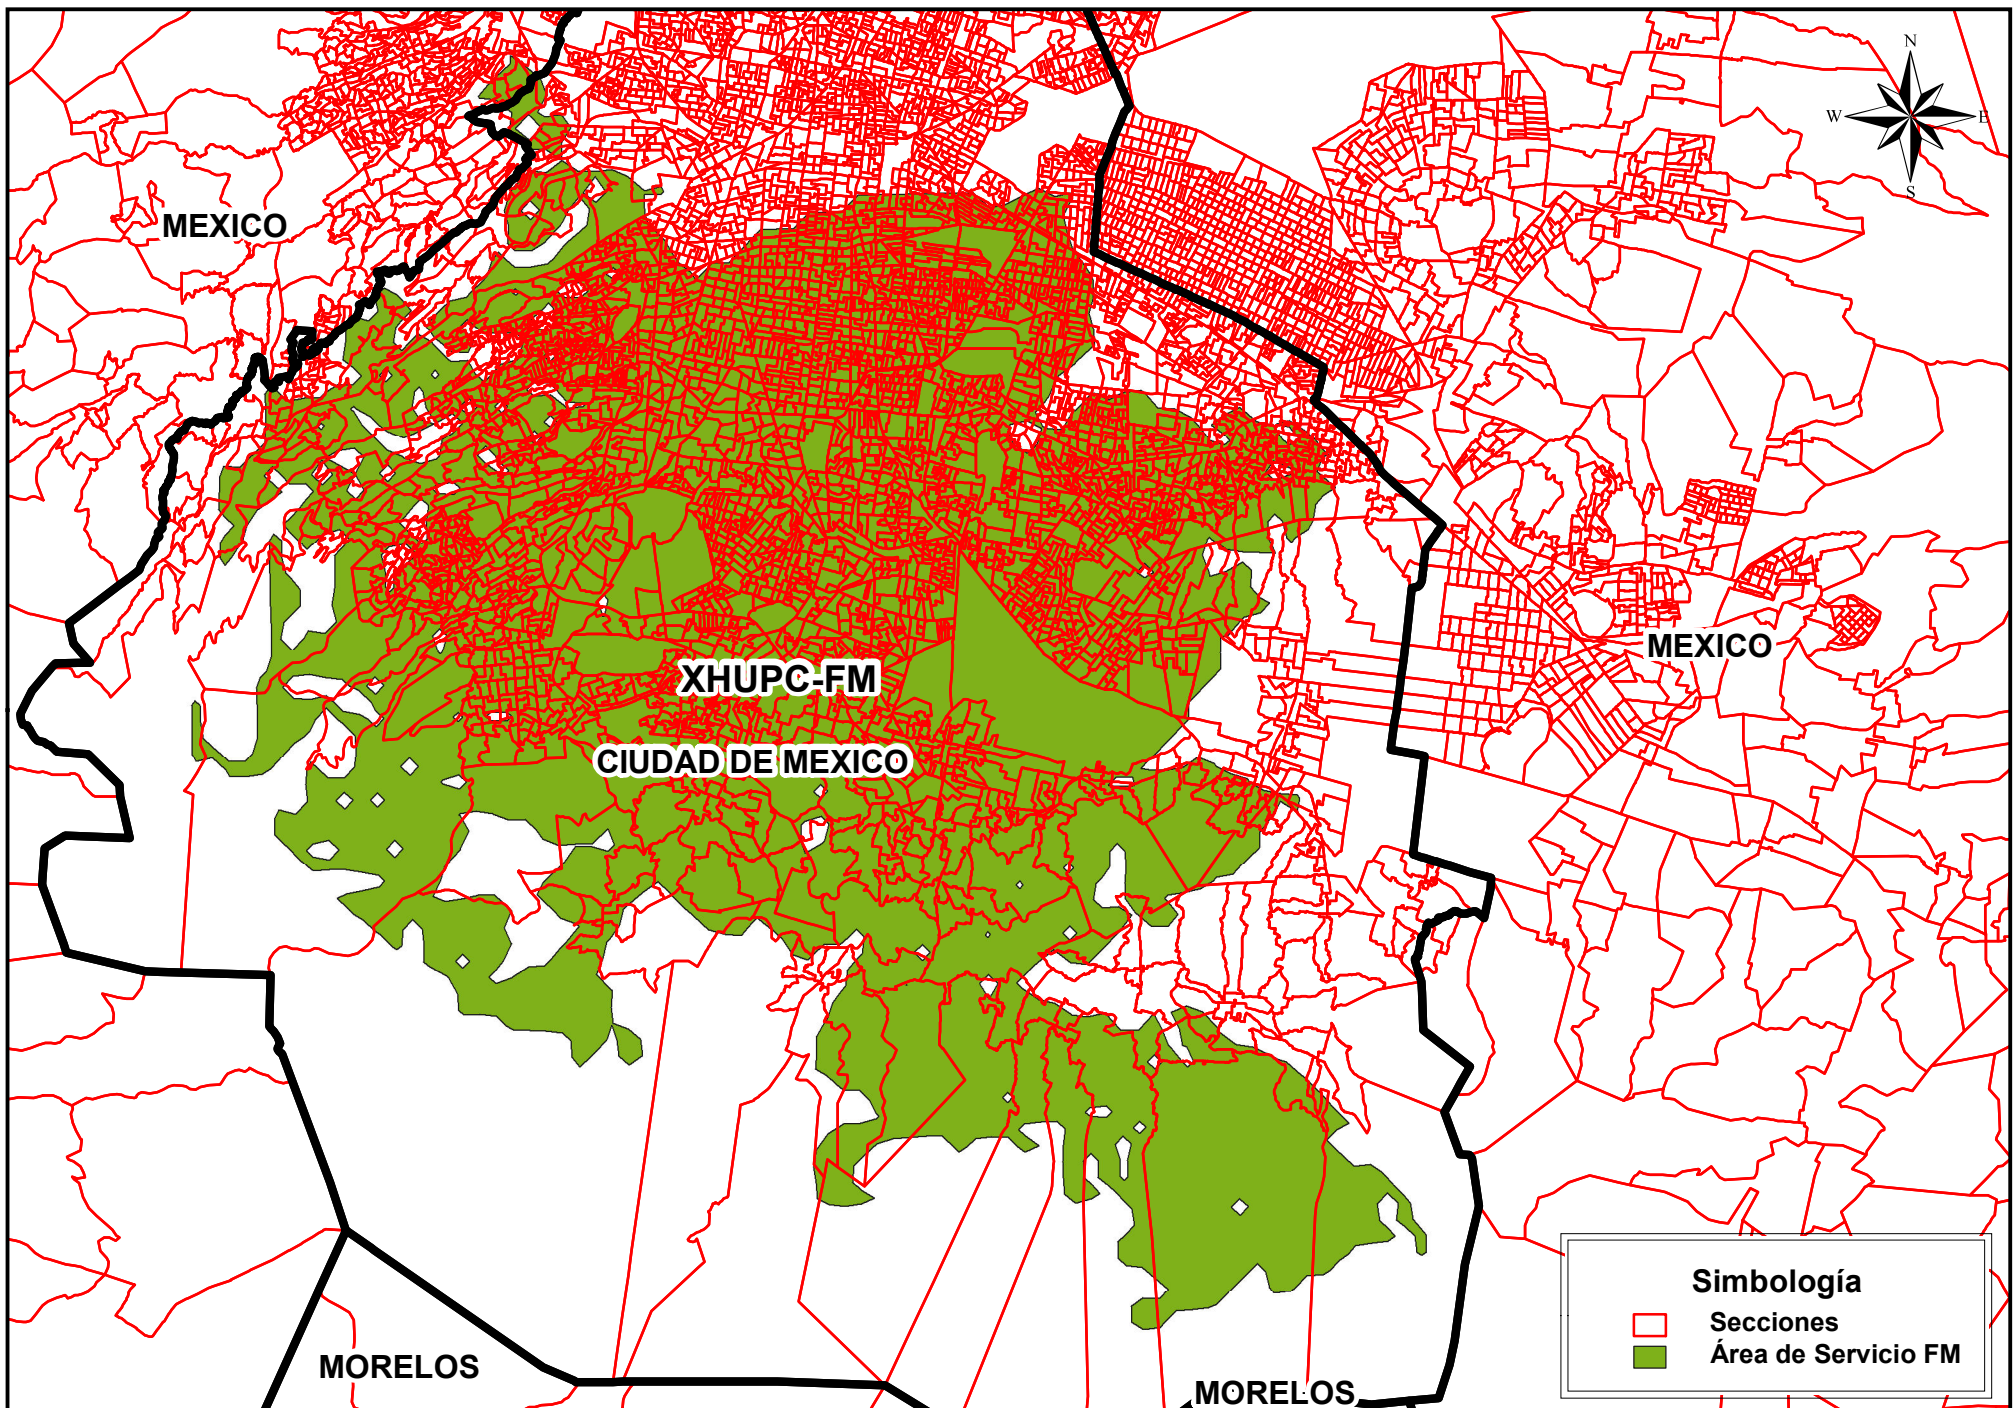 N
W E
S
MEXICO
MEXICO
XHUPC-FM
CIUDAD DE MEXICO
Simbología
Secciones
Área de Servicio FM
MORELOS
MORELOS